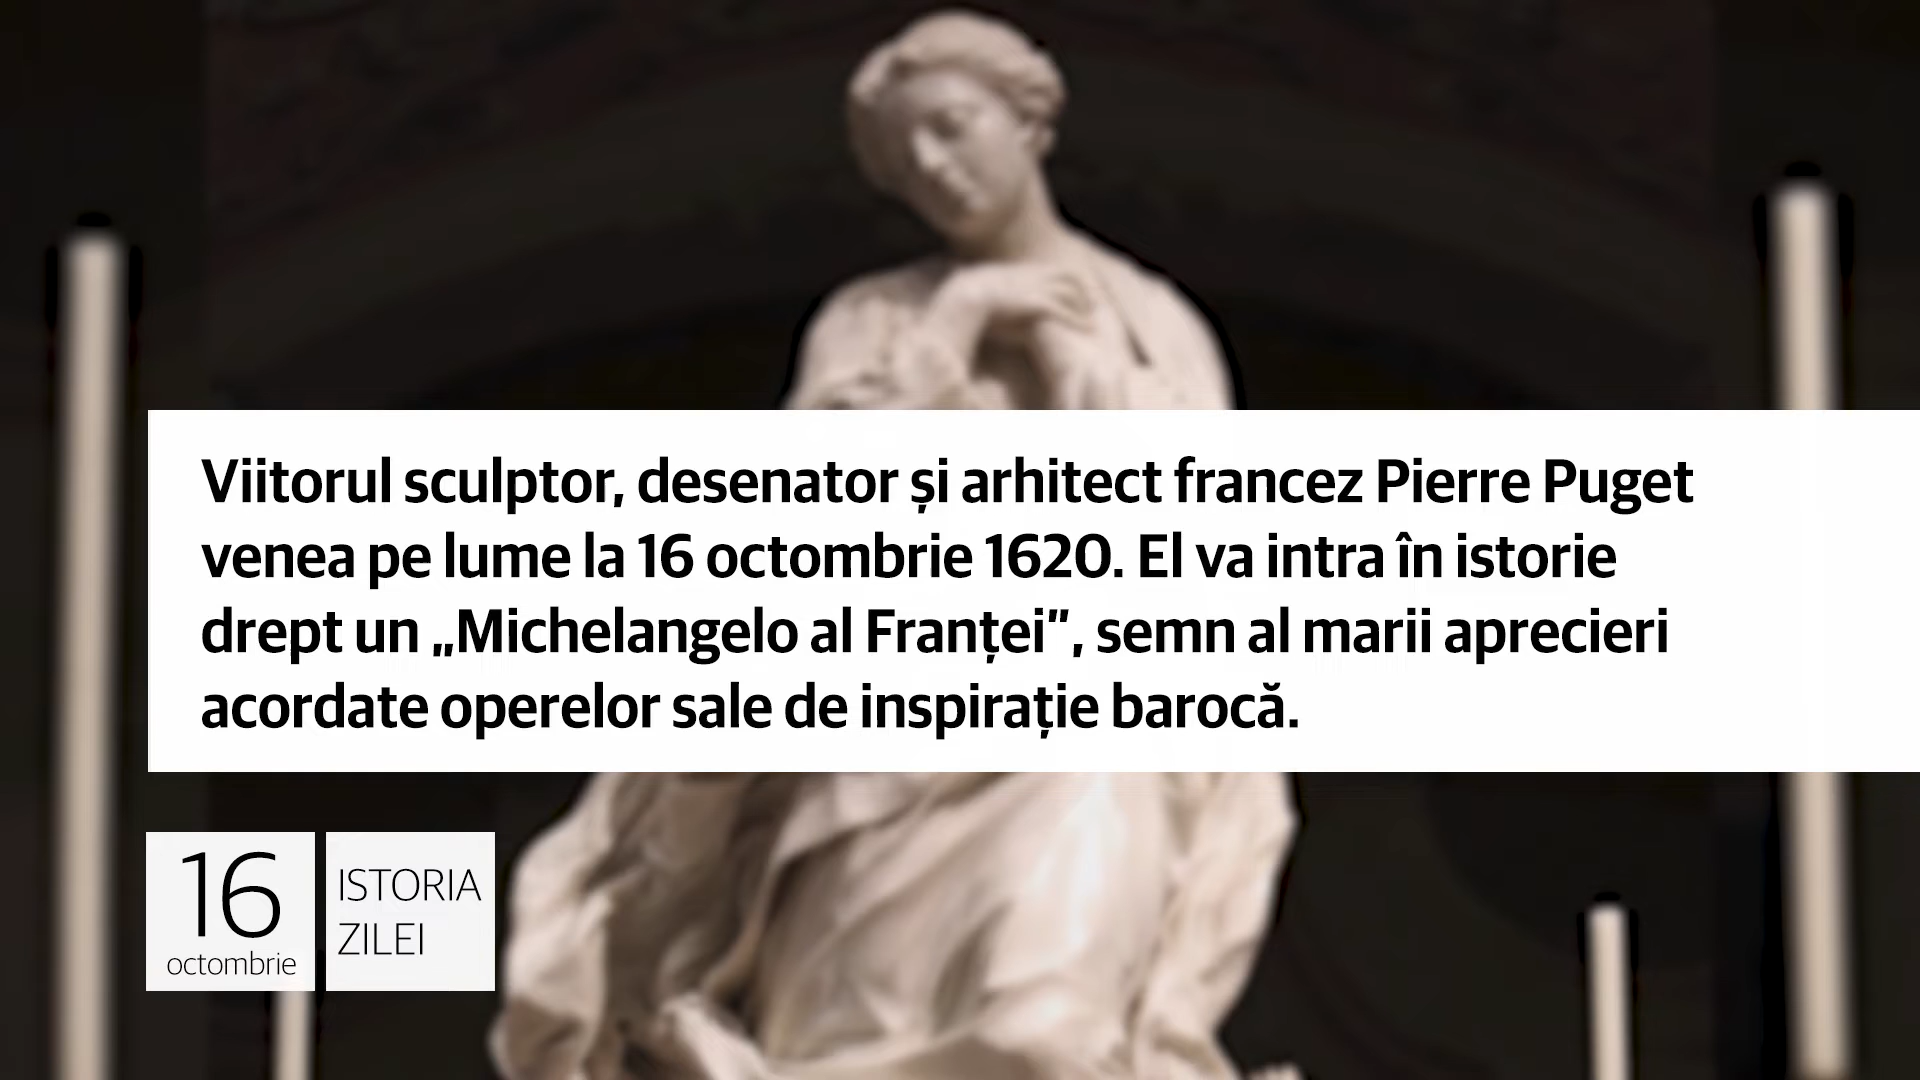 Viitorul sculptor, desenator și arhitect francez Pierre Puget
venea pe lume la 16 octombrie 1620. El va intra în istorie
drept un „Michelangelo al Franței”, semn al marii aprecieri
acordate operelor sale de inspirație barocă.
16
octombrie
ISTORIA
ZILEI